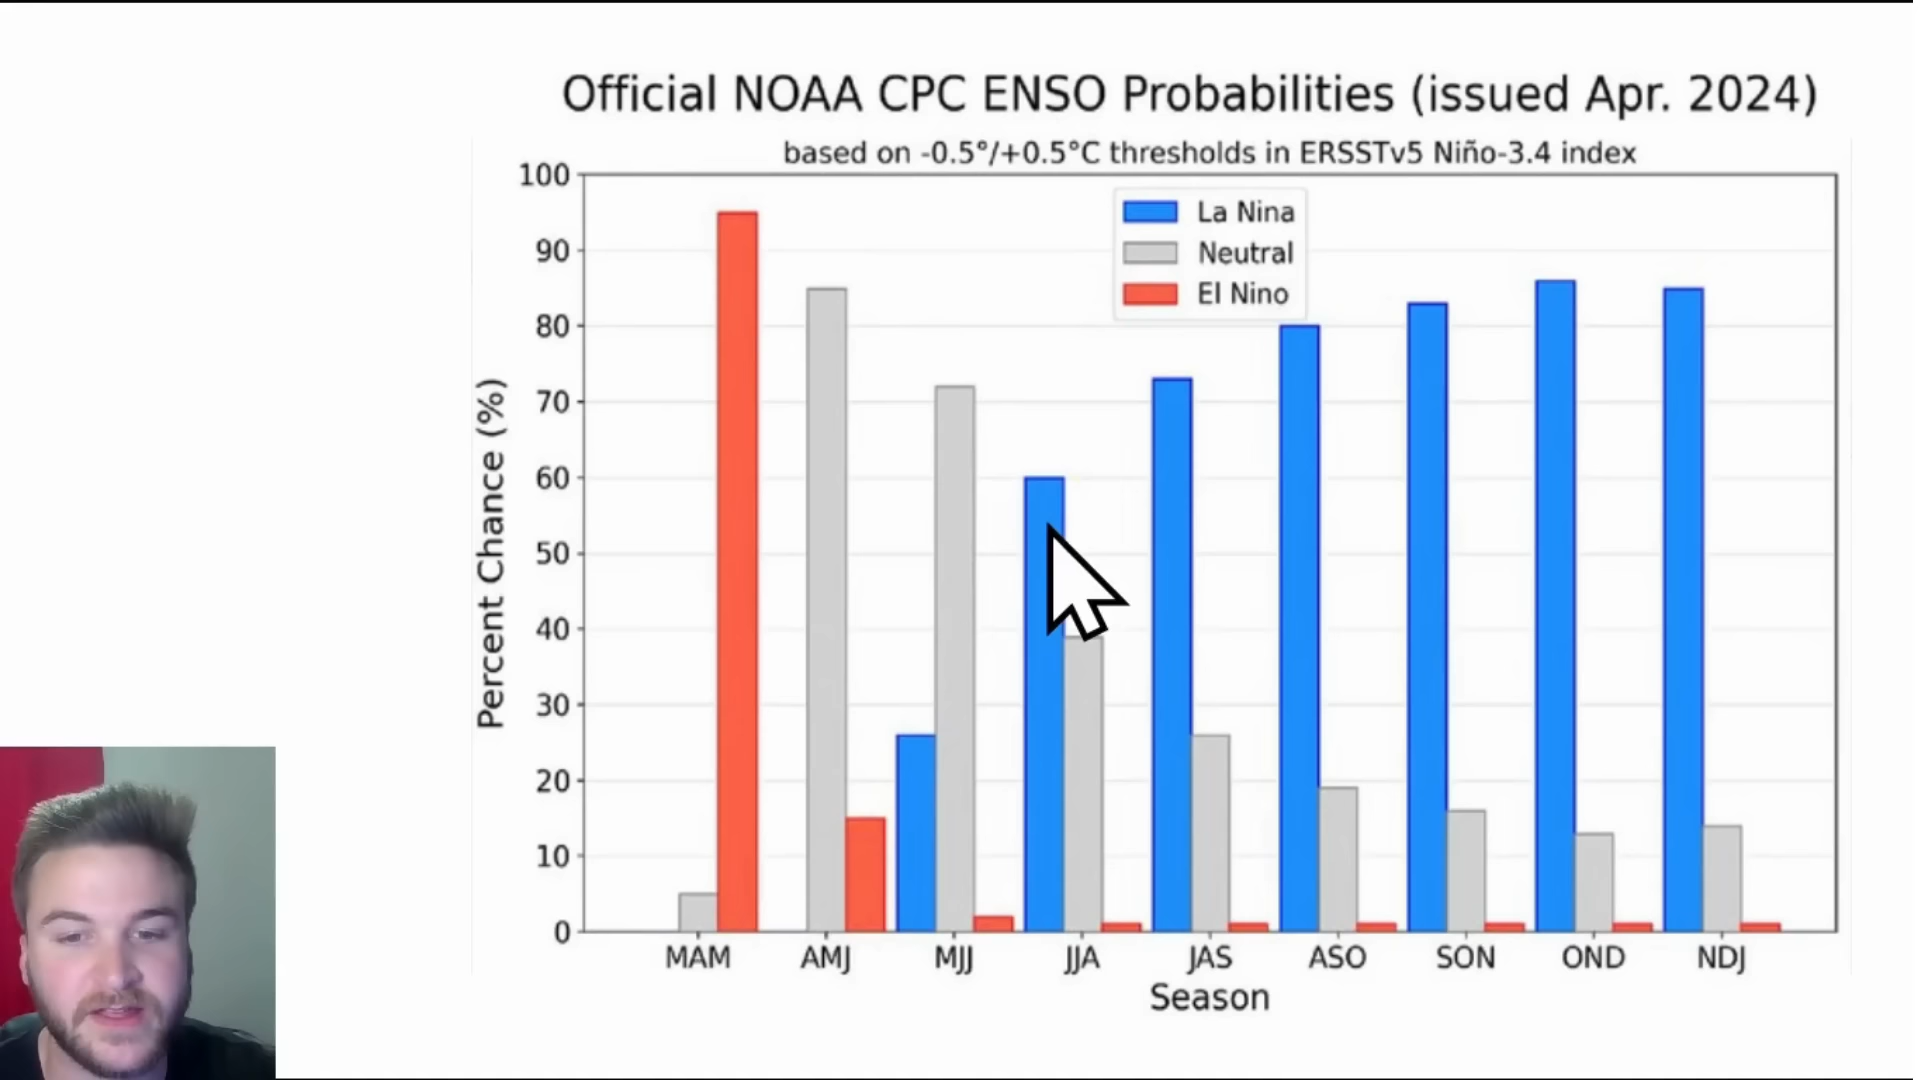 Official NOAA CPC ENSO Probabilities (issued Apr. 2024)
based on -0.5°/+0.5°C thresholds in ERSSTv5 Niño-3.4 index
La Nina
Neutral
El Nino
Percent Chance (%)
100
90
80
70
60
50
40
30
20
10
0
MAM AMJ MJJ JJA JAS ASO SON OND NDJ
Season